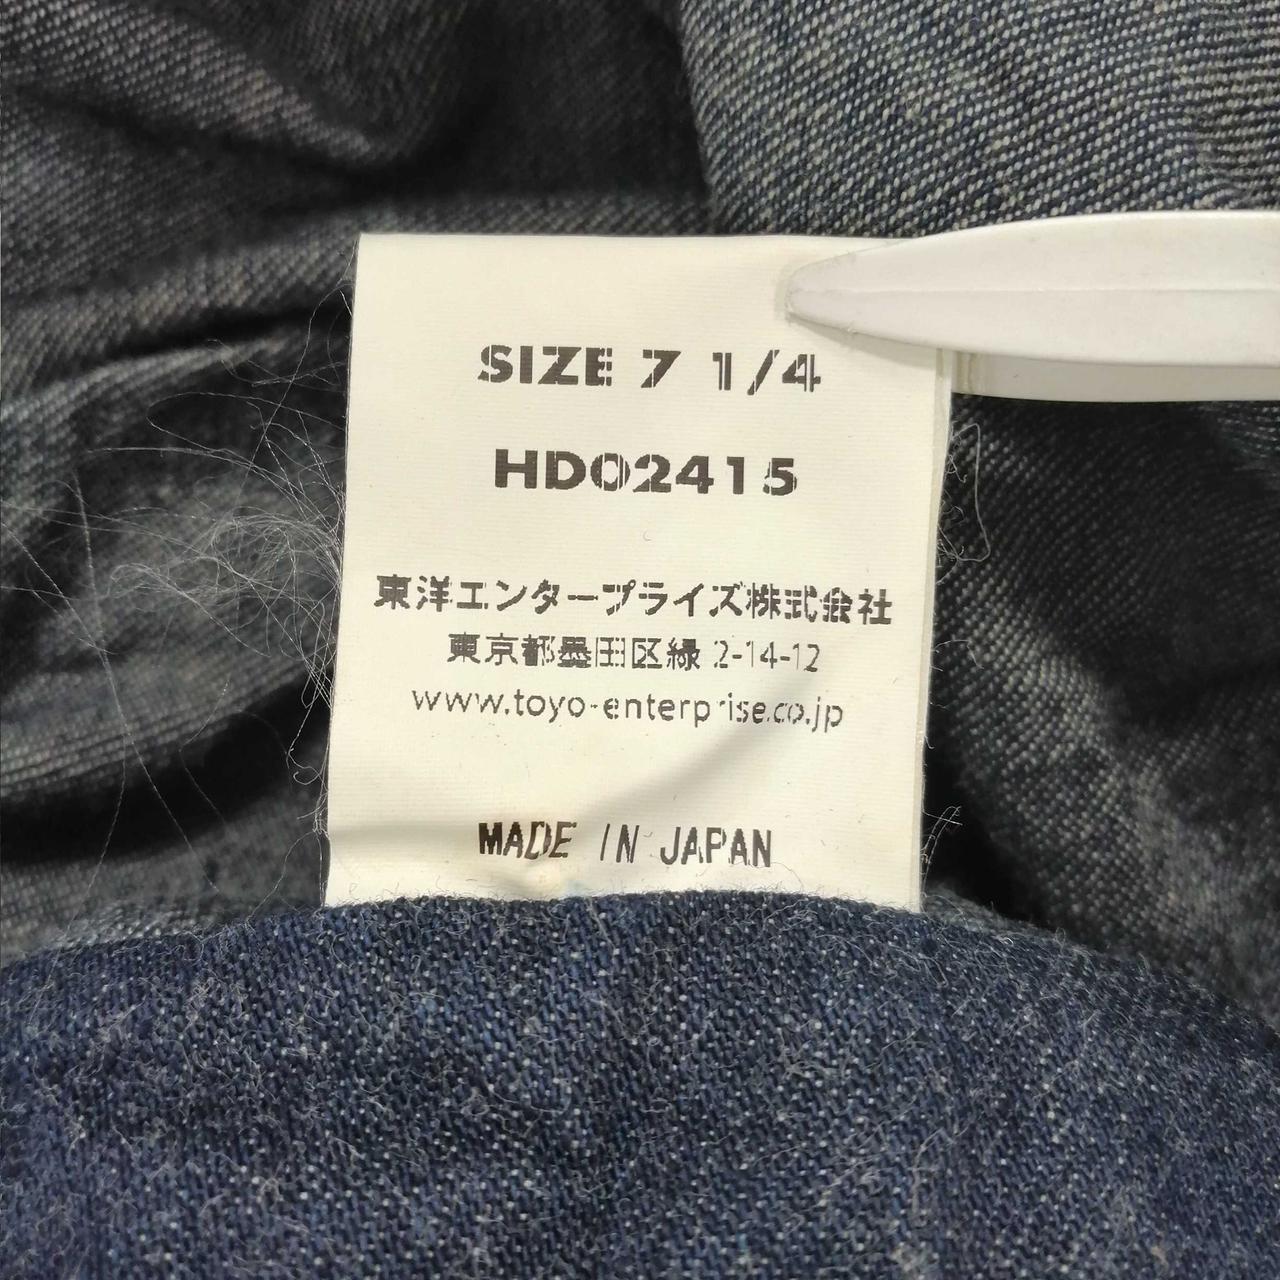 SIZE 7 1/4
HD02415
東洋エンタープライズ株式会社
東京都墨田区緑 2-14-12
www.toyo-enterprise.co.jp
MADE IN JAPAN